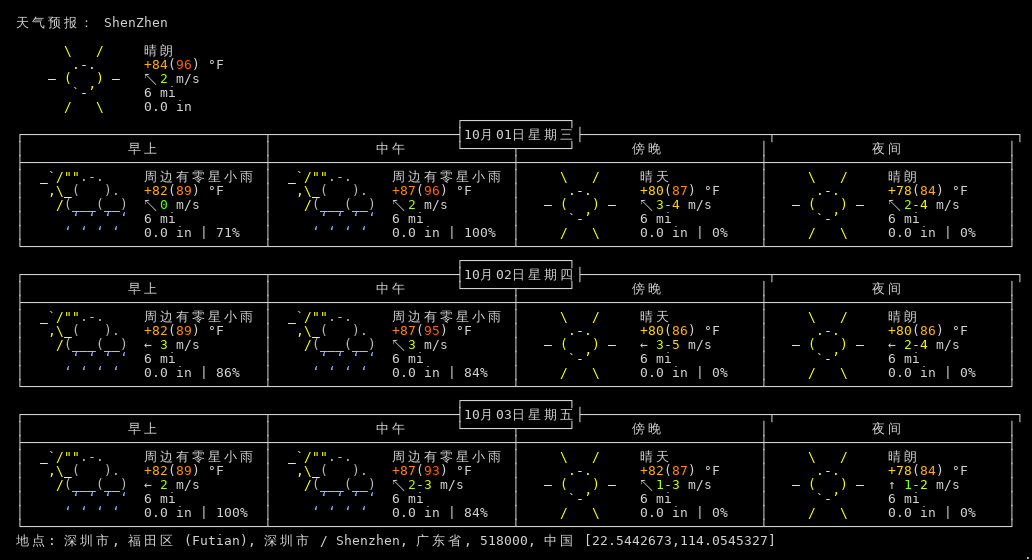 天气预报： ShenZhen
晴朗
+84(96) °F
↖ 2 m/s
6 mi
0.0 in
10月01日星期三
早上 中午 傍晚 夜间
周边有零星小雨 周边有零星小雨 晴天 晴朗
+82(89) °F +87(96) °F +80(87) °F +78(84) °F
↖ 0 m/s ↖ 2 m/s ↖ 3-4 m/s ↖ 2-4 m/s
6 mi 6 mi 6 mi 6 mi
0.0 in | 71% 0.0 in | 100% 0.0 in | 0% 0.0 in | 0%
10月02日星期四
早上 中午 傍晚 夜间
周边有零星小雨 周边有零星小雨 晴天 晴朗
+82(89) °F +87(95) °F +80(86) °F +80(86) °F
← 3 m/s ↖ 3 m/s ← 3-5 m/s ← 2-4 m/s
6 mi 6 mi 6 mi 6 mi
0.0 in | 86% 0.0 in | 84% 0.0 in | 0% 0.0 in | 0%
10月03日星期五
早上 中午 傍晚 夜间
周边有零星小雨 周边有零星小雨 晴天 晴朗
+82(89) °F +87(93) °F +82(87) °F +78(84) °F
← 2 m/s ↖ 2-3 m/s ↖ 1-3 m/s ↑ 1-2 m/s
6 mi 6 mi 6 mi 6 mi
0.0 in | 100% 0.0 in | 84% 0.0 in | 0% 0.0 in | 0%
地点: 深圳市, 福田区 (Futian), 深圳市 / Shenzhen, 广东省, 518000, 中国 [22.5442673,114.0545327]